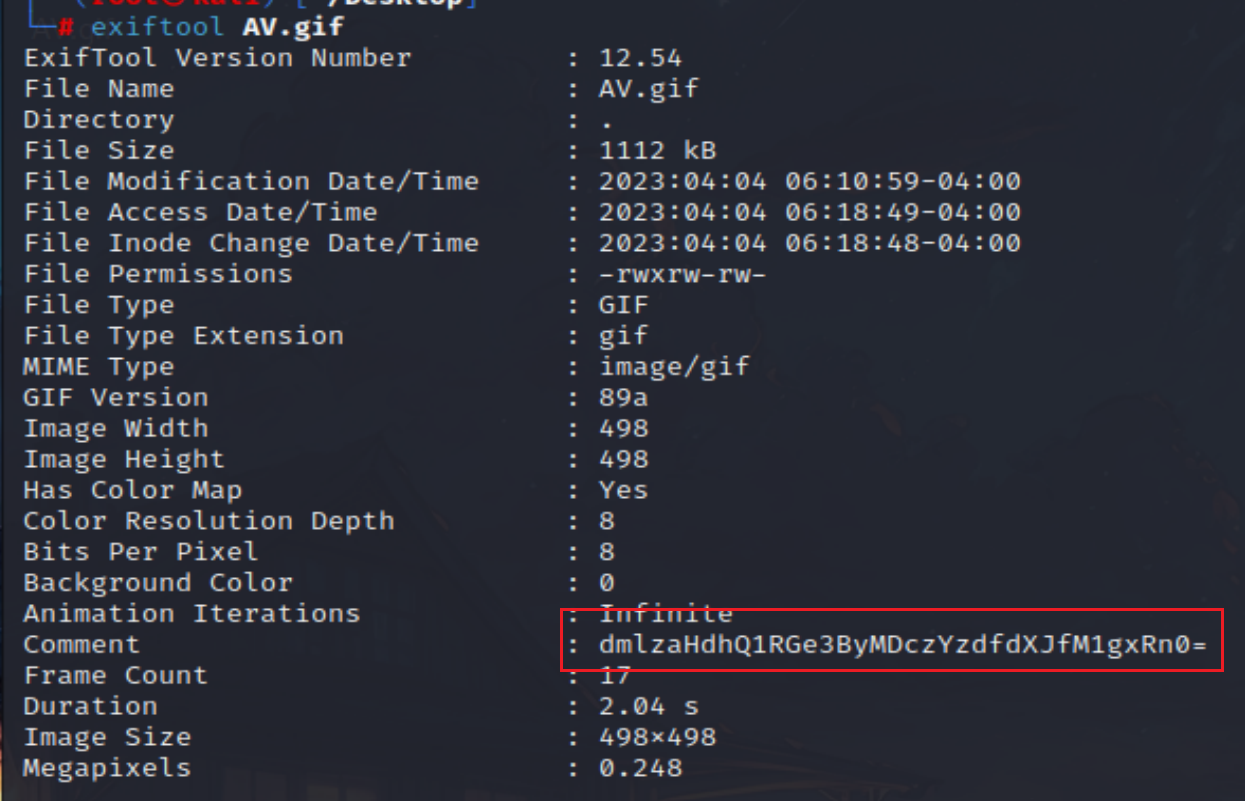 (root@kali) [~/Desktop]
# exiftool AV.gif
ExifTool Version Number : 12.54
File Name : AV.gif
Directory : .
File Size : 1112 kB
File Modification Date/Time : 2023:04:04 06:10:59-04:00
File Access Date/Time : 2023:04:04 06:18:49-04:00
File Inode Change Date/Time : 2023:04:04 06:18:48-04:00
File Permissions : -rwxrw-rw-
File Type : GIF
File Type Extension : gif
MIME Type : image/gif
GIF Version : 89a
Image Width : 498
Image Height : 498
Has Color Map : Yes
Color Resolution Depth : 8
Bits Per Pixel : 8
Background Color : 0
Animation Iterations : Infinite
Comment : dmlzaHdhQ1RGe3ByMDczYzdfdXJfM1gxRn0=
Frame Count : 17
Duration : 2.04 s
Image Size : 498×498
Megapixels : 0.248